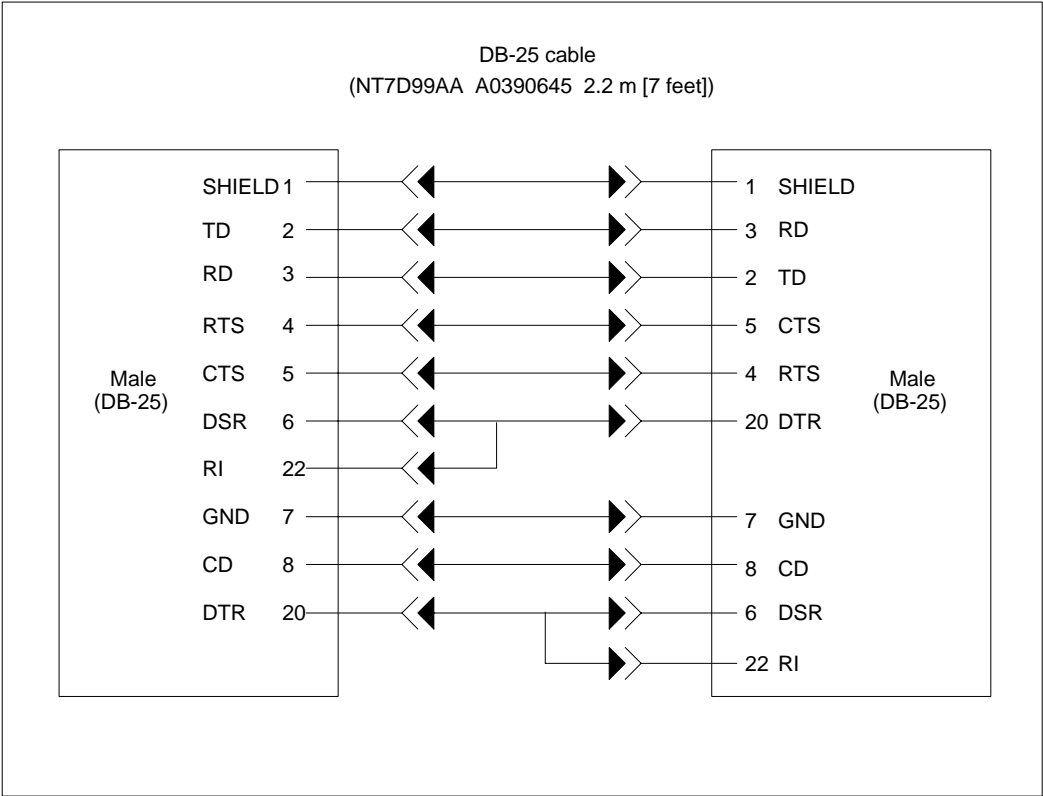 DB-25 cable
(NT7D99AA A0390645 2.2 m [7 feet])
SHIELD 1
1 SHIELD
TD 2
3 RD
RD 3
2 TD
RTS 4
5 CTS
CTS 5
4 RTS
Male
(DB-25)
Male
(DB-25)
DSR 6
20 DTR
RI 22
GND 7
7 GND
CD 8
8 CD
DTR 20
6 DSR
22 RI